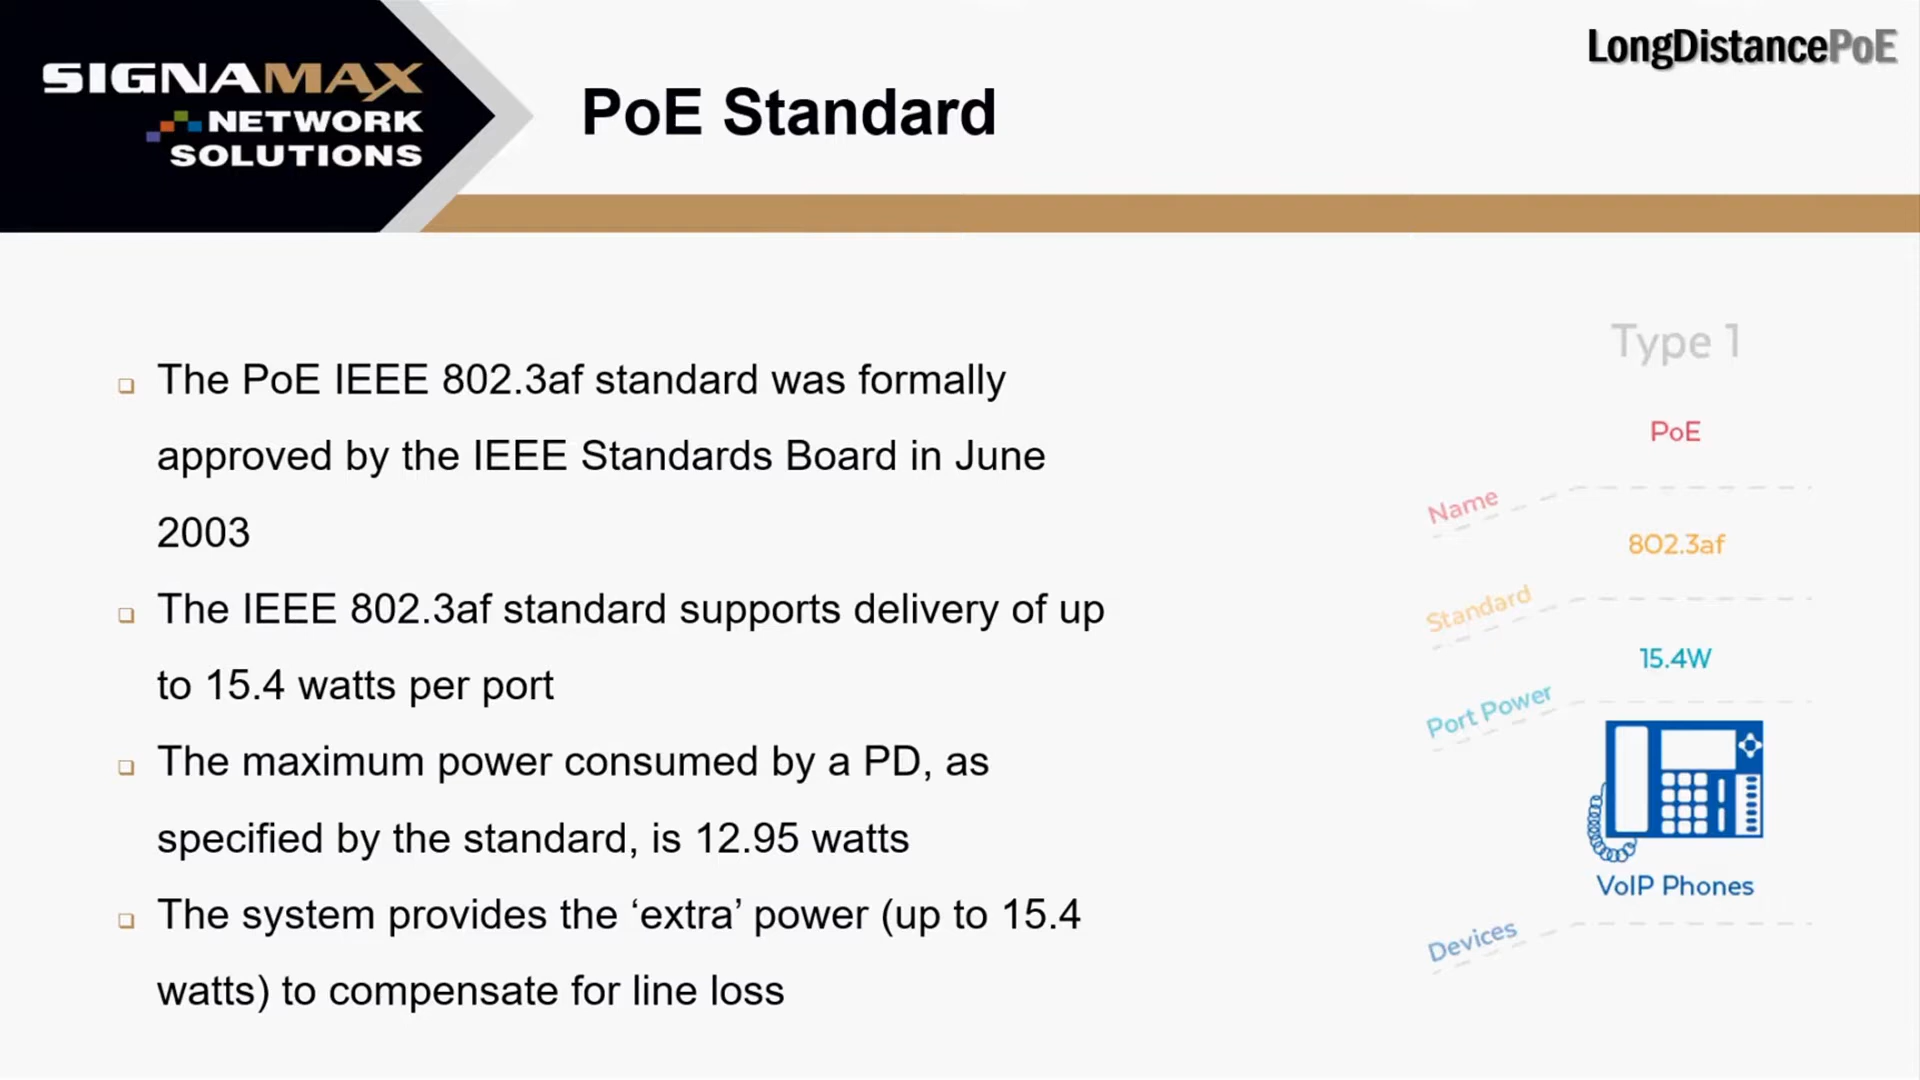 SIGNAMAX
NETWORK
SOLUTIONS
PoE Standard
LongDistancePoE
❑ The PoE IEEE 802.3af standard was formally
approved by the IEEE Standards Board in June
2003
❑ The IEEE 802.3af standard supports delivery of up
to 15.4 watts per port
❑ The maximum power consumed by a PD, as
specified by the standard, is 12.95 watts
❑ The system provides the ‘extra’ power (up to 15.4
watts) to compensate for line loss
Type 1
PoE
Name
802.3af
Standard
15.4W
Port Power
VoIP Phones
Devices